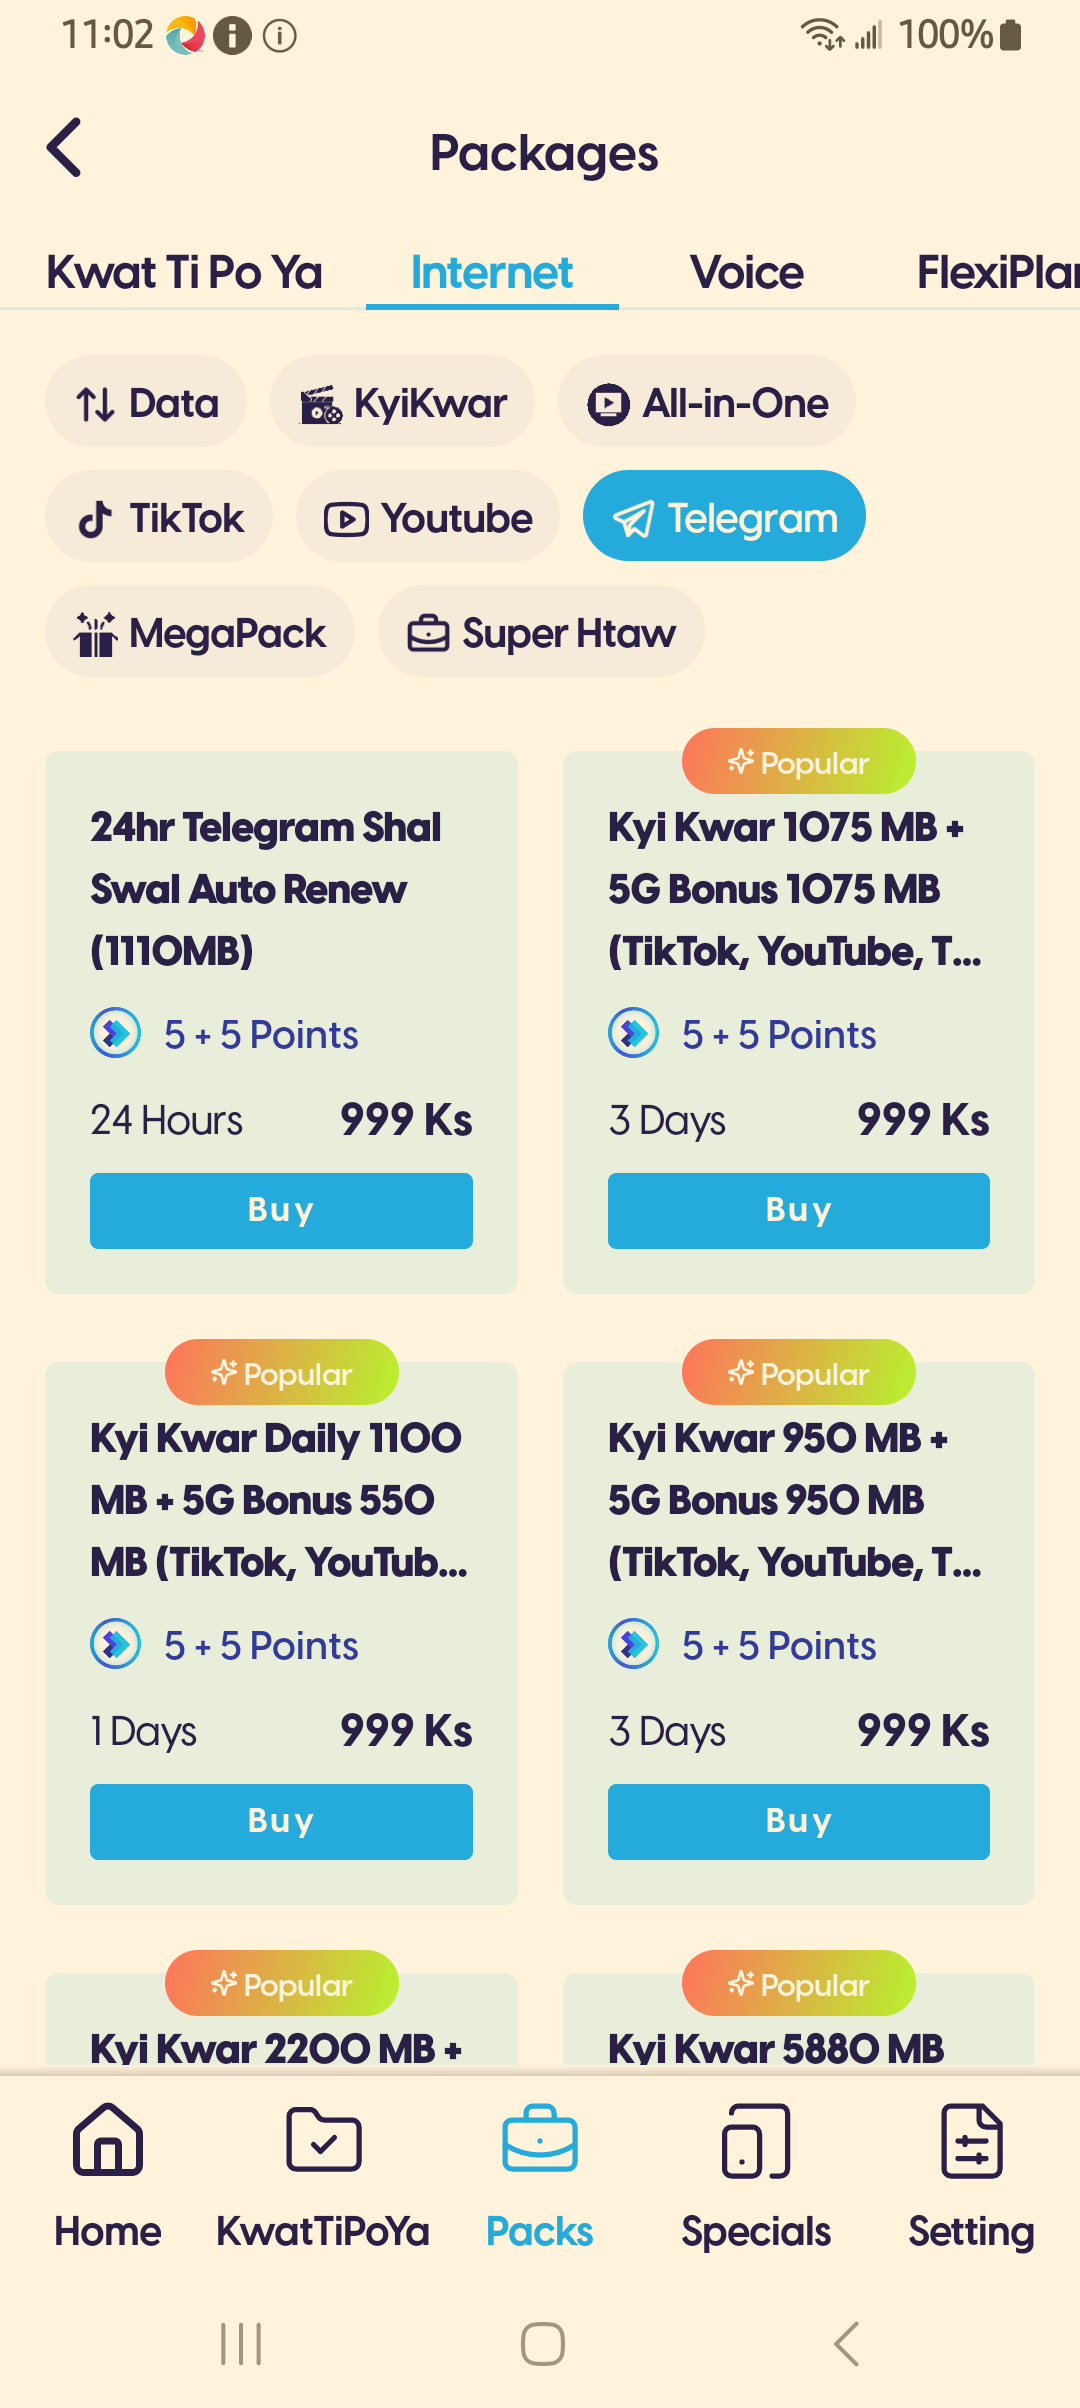 11:02
100%
Packages
Kwat Ti Po Ya
Internet
Voice
FlexiPlan
Data
KyiKwar
All-in-One
TikTok
Youtube
Telegram
MegaPack
Super Htaw
24hr Telegram Shal
Swal Auto Renew
(1110MB)
5 + 5 Points
24 Hours 999 Ks
Buy
Popular
Kyi Kwar 1075 MB +
5G Bonus 1075 MB
(TikTok, YouTube, T...
5 + 5 Points
3 Days 999 Ks
Buy
Popular
Kyi Kwar Daily 1100
MB + 5G Bonus 550
MB (TikTok, YouTub...
5 + 5 Points
1 Days 999 Ks
Buy
Popular
Kyi Kwar 950 MB +
5G Bonus 950 MB
(TikTok, YouTube, T...
5 + 5 Points
3 Days 999 Ks
Buy
Popular
Kyi Kwar 2200 MB +
Popular
Kyi Kwar 5880 MB
Home
KwatTiPoYa
Packs
Specials
Setting